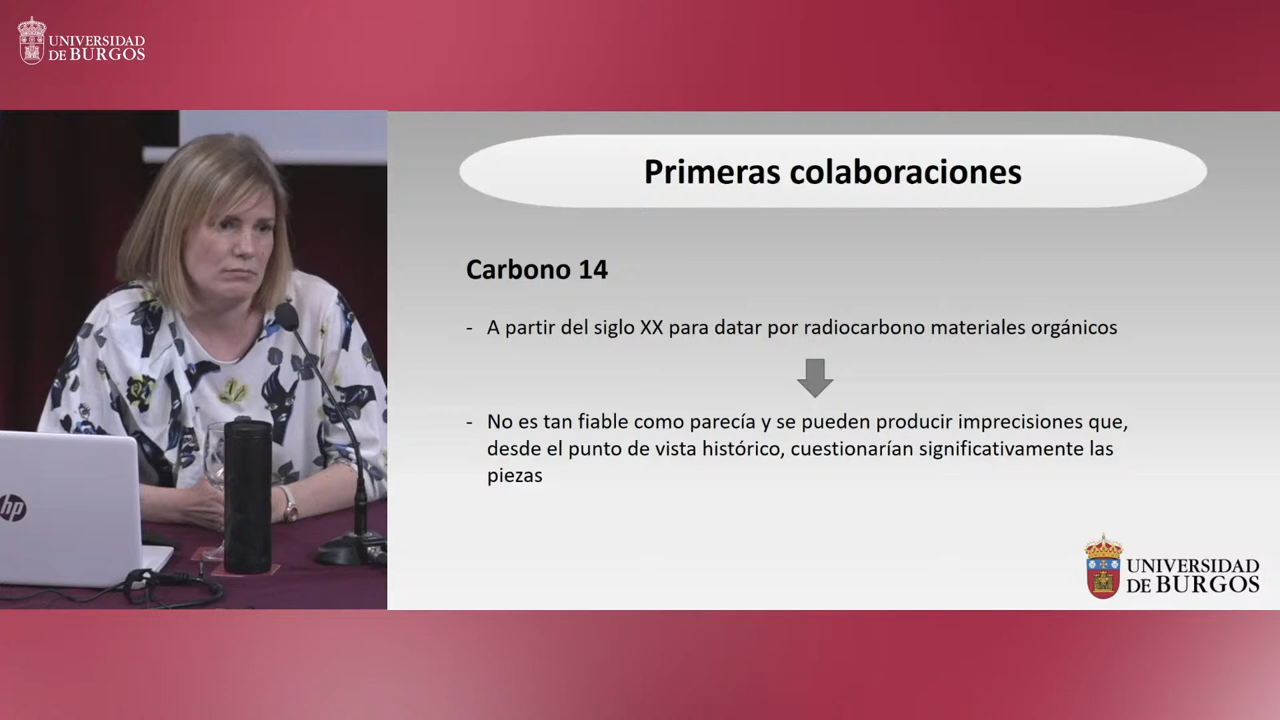 UNIVERSIDAD
DE BURGOS
Primeras colaboraciones
Carbono 14
- A partir del siglo XX para datar por radiocarbono materiales orgánicos
- No es tan fiable como parecía y se pueden producir imprecisiones que,
desde el punto de vista histórico, cuestionarían significativamente las
piezas
hp
UNIVERSIDAD
DE BURGOS